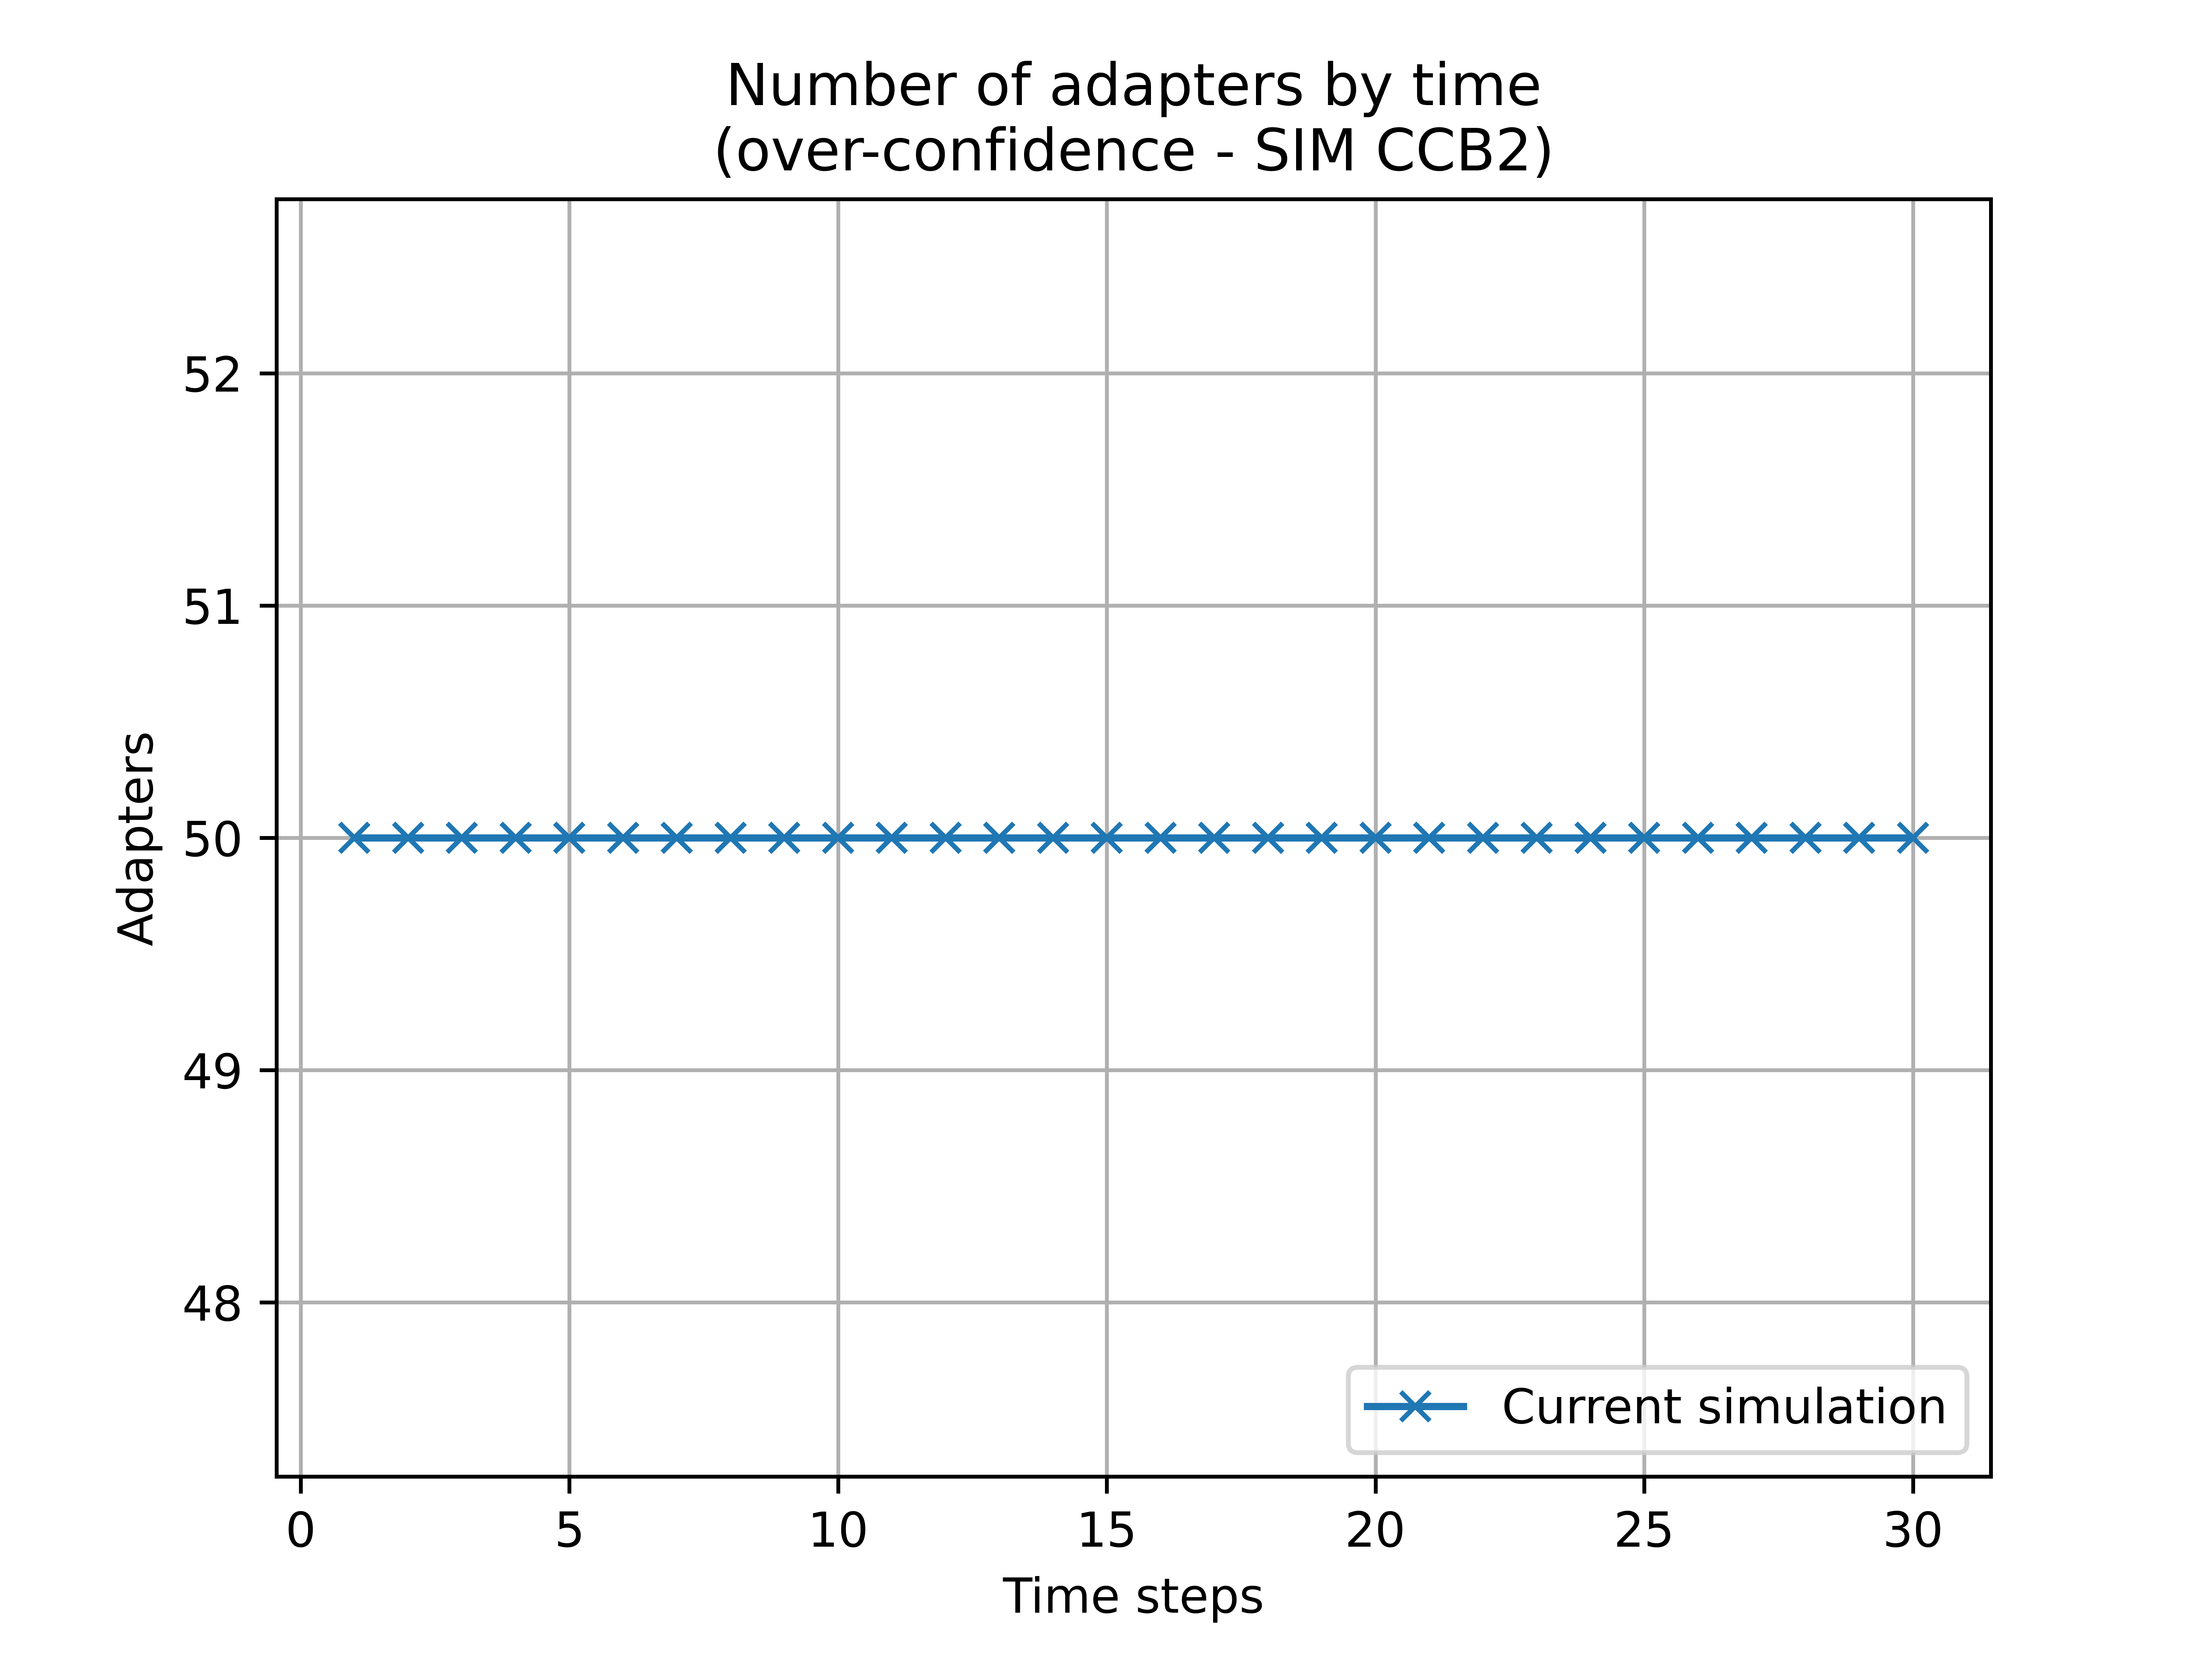 Number of adapters by time
(over-confidence - SIM CCB2)
52
51
50
49
48
Adapters
Current simulation
0 5 10 15 20 25 30
Time steps